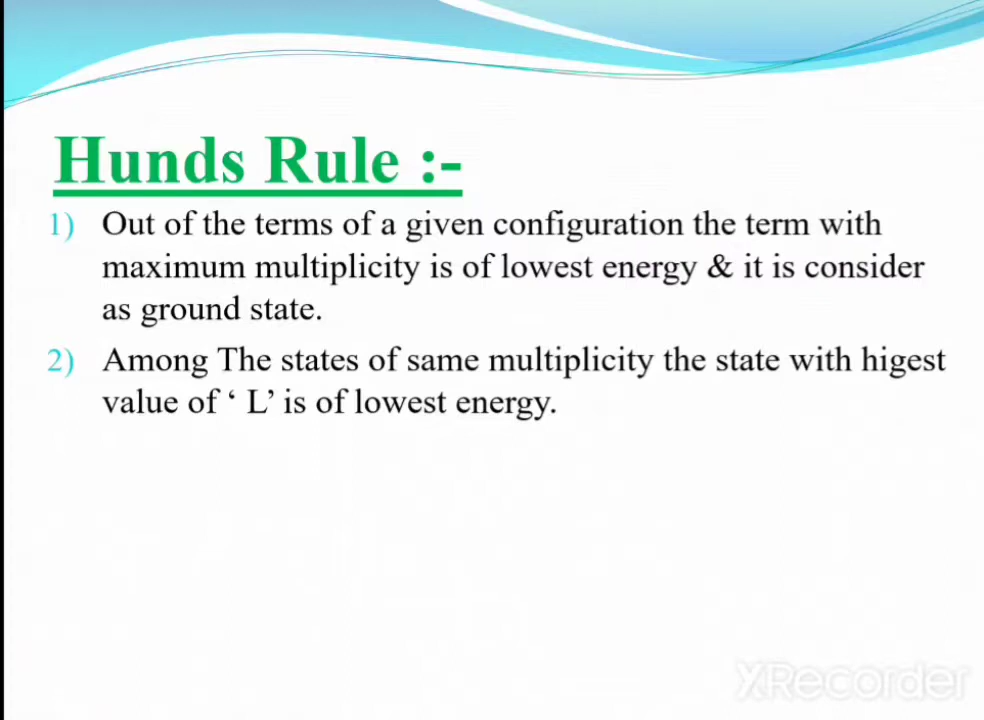 Hunds Rule :-
1) Out of the terms of a given configuration the term with
maximum multiplicity is of lowest energy & it is consider
as ground state.
2) Among The states of same multiplicity the state with higest
value of ‘ L’ is of lowest energy.
XRecorder